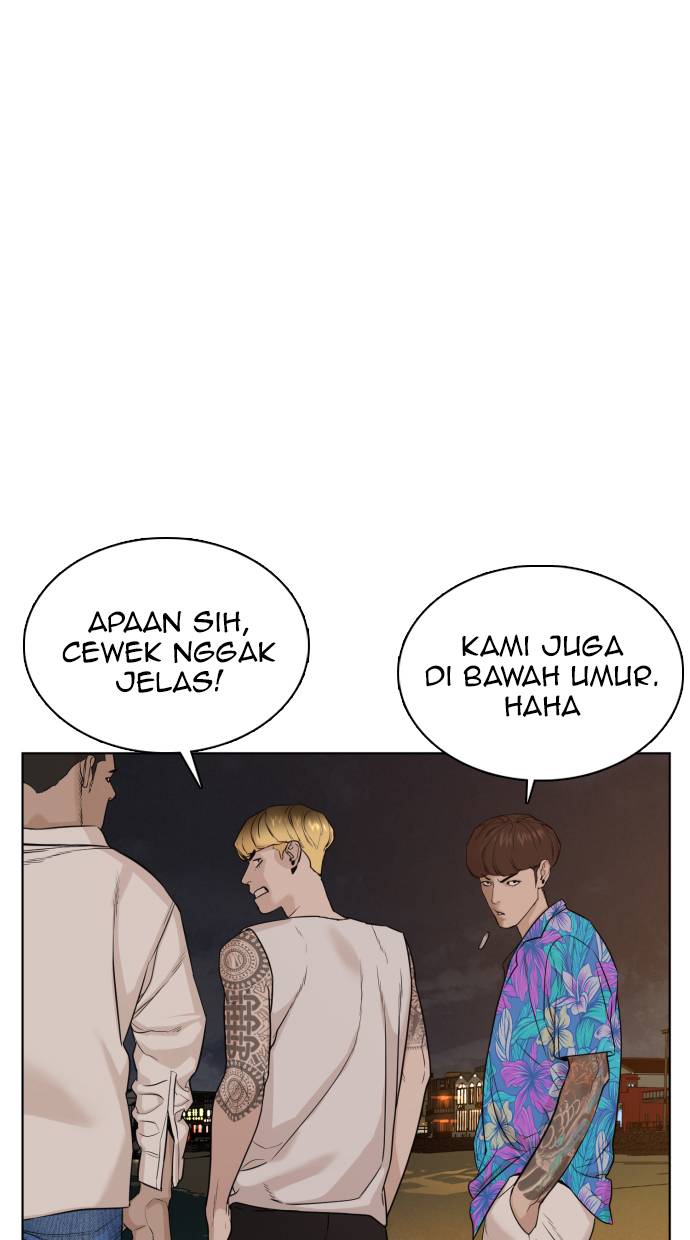 APAAN SIH,
CEWEK NGGAK
JELAS!
KAMI JUGA
DI BAWAH UMUR.
HAHA